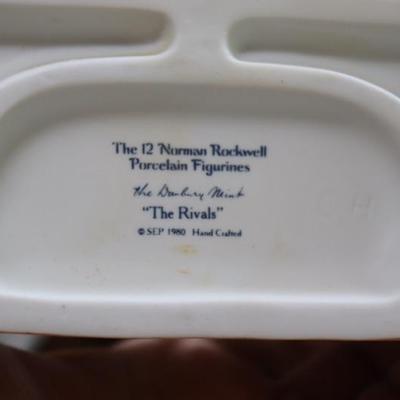 The 12 Norman Rockwell
Porcelain Figurines
the Danbury Mint
"The Rivals"
© SEP 1980 Hand Crafted